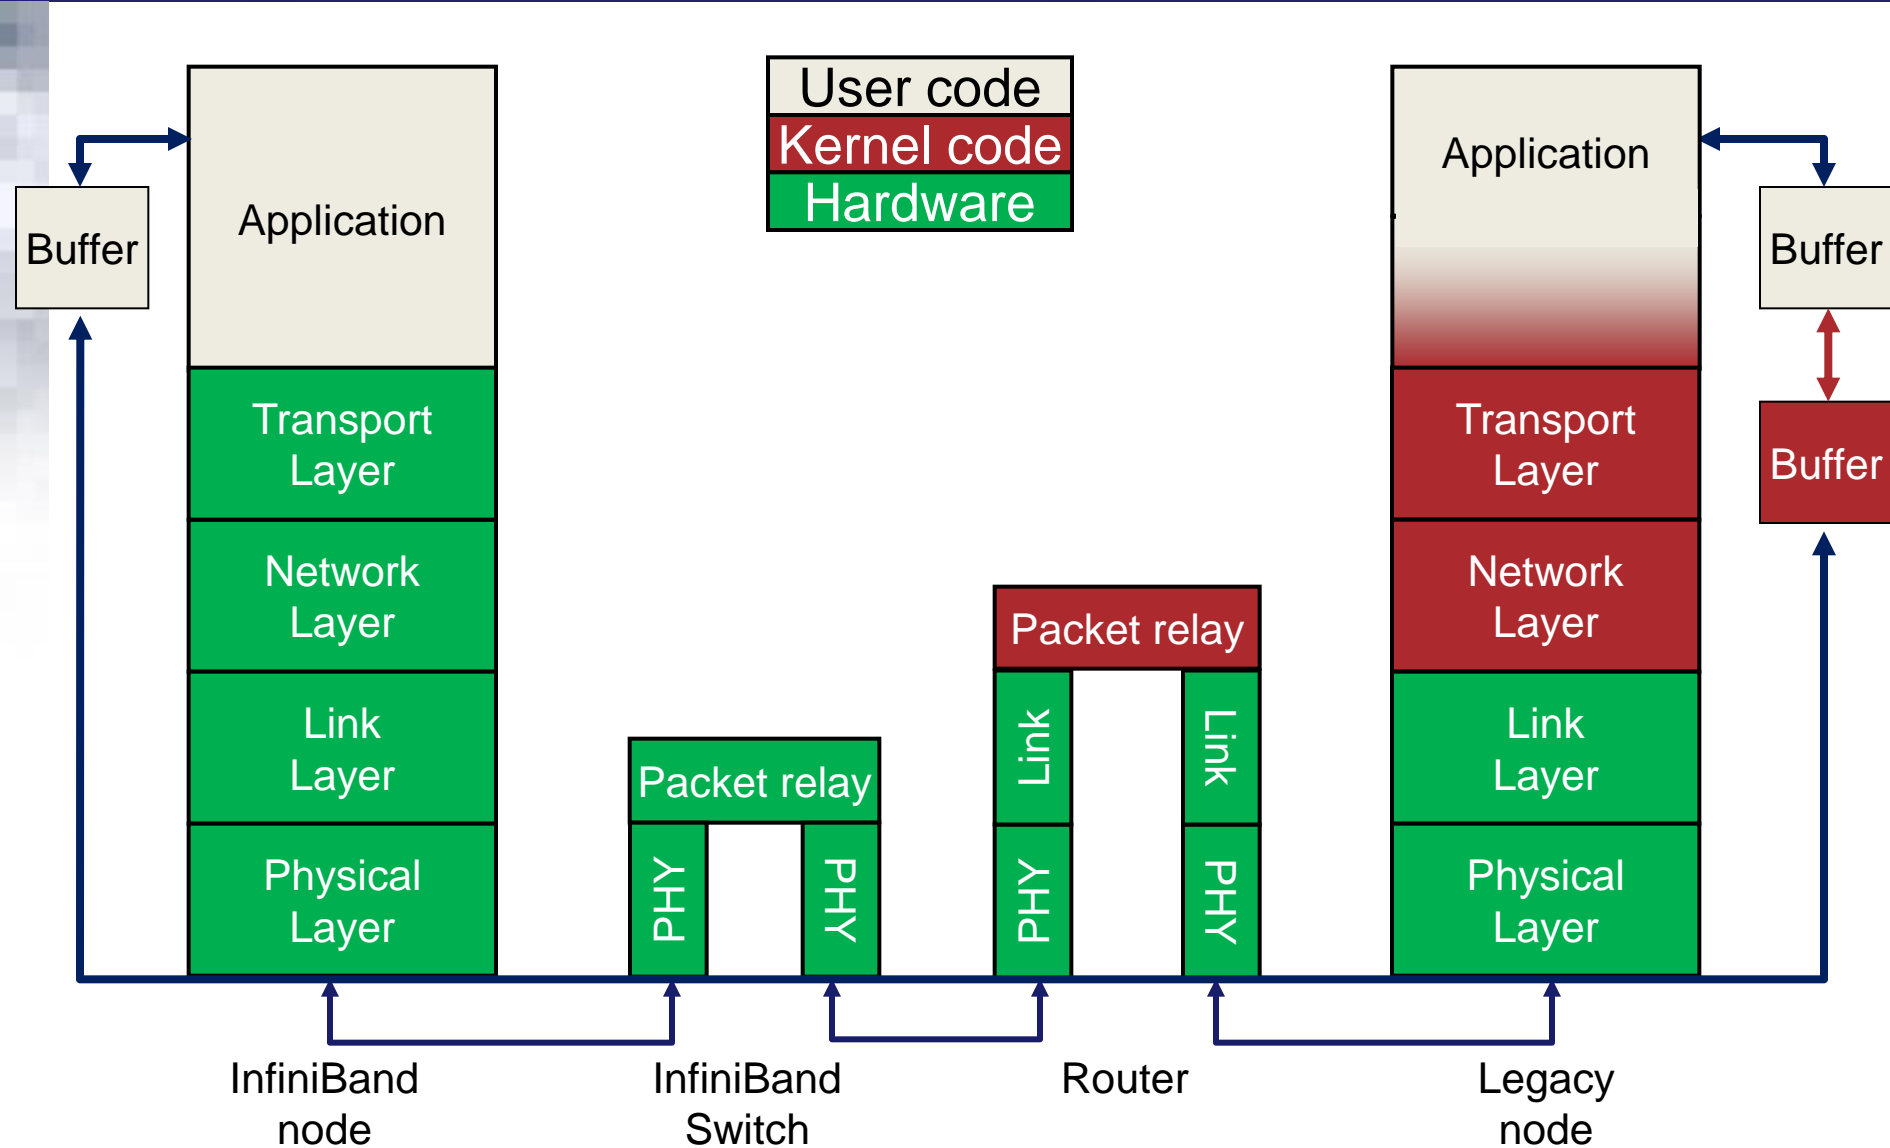 User code
Kernel code
Hardware
Buffer
Application
Transport
Layer
Network
Layer
Link
Layer
Physical
Layer
Packet relay
PHY
PHY
Packet relay
Link
Link
PHY
PHY
Application
Transport
Layer
Network
Layer
Link
Layer
Physical
Layer
Buffer
Buffer
InfiniBand
node
InfiniBand
Switch
Router
Legacy
node